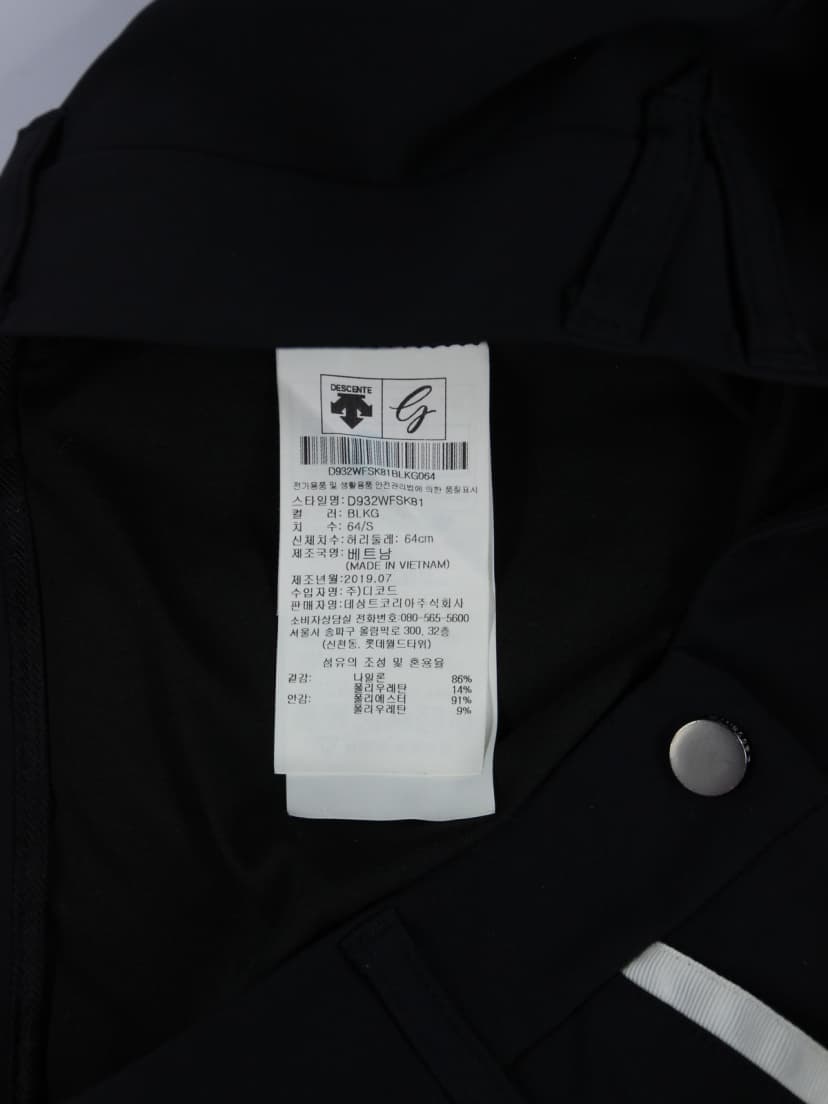 DESCENTE
D932WFSK81BLKG064
전기용품 및 생활용품 안전관리법에 의한 품질표시
스타일명: D932WFSK81
컬 러: BLKG
치 수: 64/S
신체치수: 허리둘레: 64cm
제조국명: 베트남
(MADE IN VIETNAM)
제조년월: 2019.07
수입자명: 주)디코드
판매자명: 데상트코리아주식회사
소비자상담실 전화번호: 080-565-5600
서울시 송파구 올림픽로 300, 32층
(신천동, 롯데월드타워)
섬유의 조성 및 혼용율
겉감: 나일론 86%
폴리우레탄 14%
안감: 폴리에스터 91%
폴리우레탄 9%